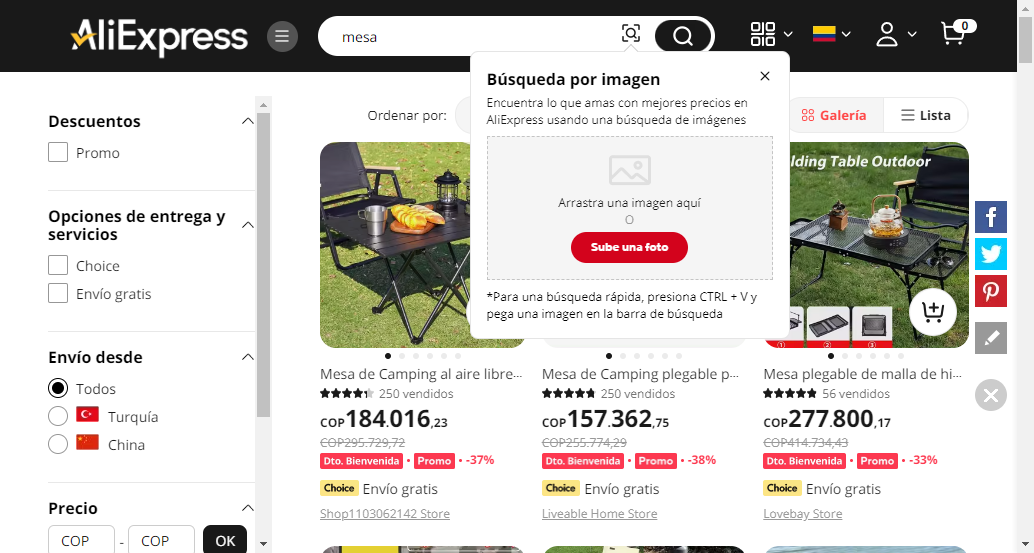 AliExpress
mesa
0
Búsqueda por imagen
Encuentra lo que amas con mejores precios en
AliExpress usando una búsqueda de imágenes
Arrastra una imagen aquí
O
Sube una foto
*Para una búsqueda rápida, presiona CTRL + V y
pega una imagen en la barra de búsqueda
Descuentos
Promo
Opciones de entrega y
servicios
Choice
Envío gratis
Envío desde
Todos
Turquía
China
Precio
COP - COP OK
Ordenar por:
Galería
Lista
lding Table Outdoor
1 2 3
Mesa de Camping al aire libre...
250 vendidos
COP184.016,23
COP295.729,72
Dto. Bienvenida • Promo • -37%
Choice Envío gratis
Shop1103062142 Store
Mesa de Camping plegable p...
250 vendidos
COP157.362,75
COP255.774,29
Dto. Bienvenida • Promo • -38%
Choice Envío gratis
Liveable Home Store
Mesa plegable de malla de hi...
56 vendidos
COP277.800,17
COP414.734,43
Dto. Bienvenida • Promo • -33%
Choice Envío gratis
Lovebay Store